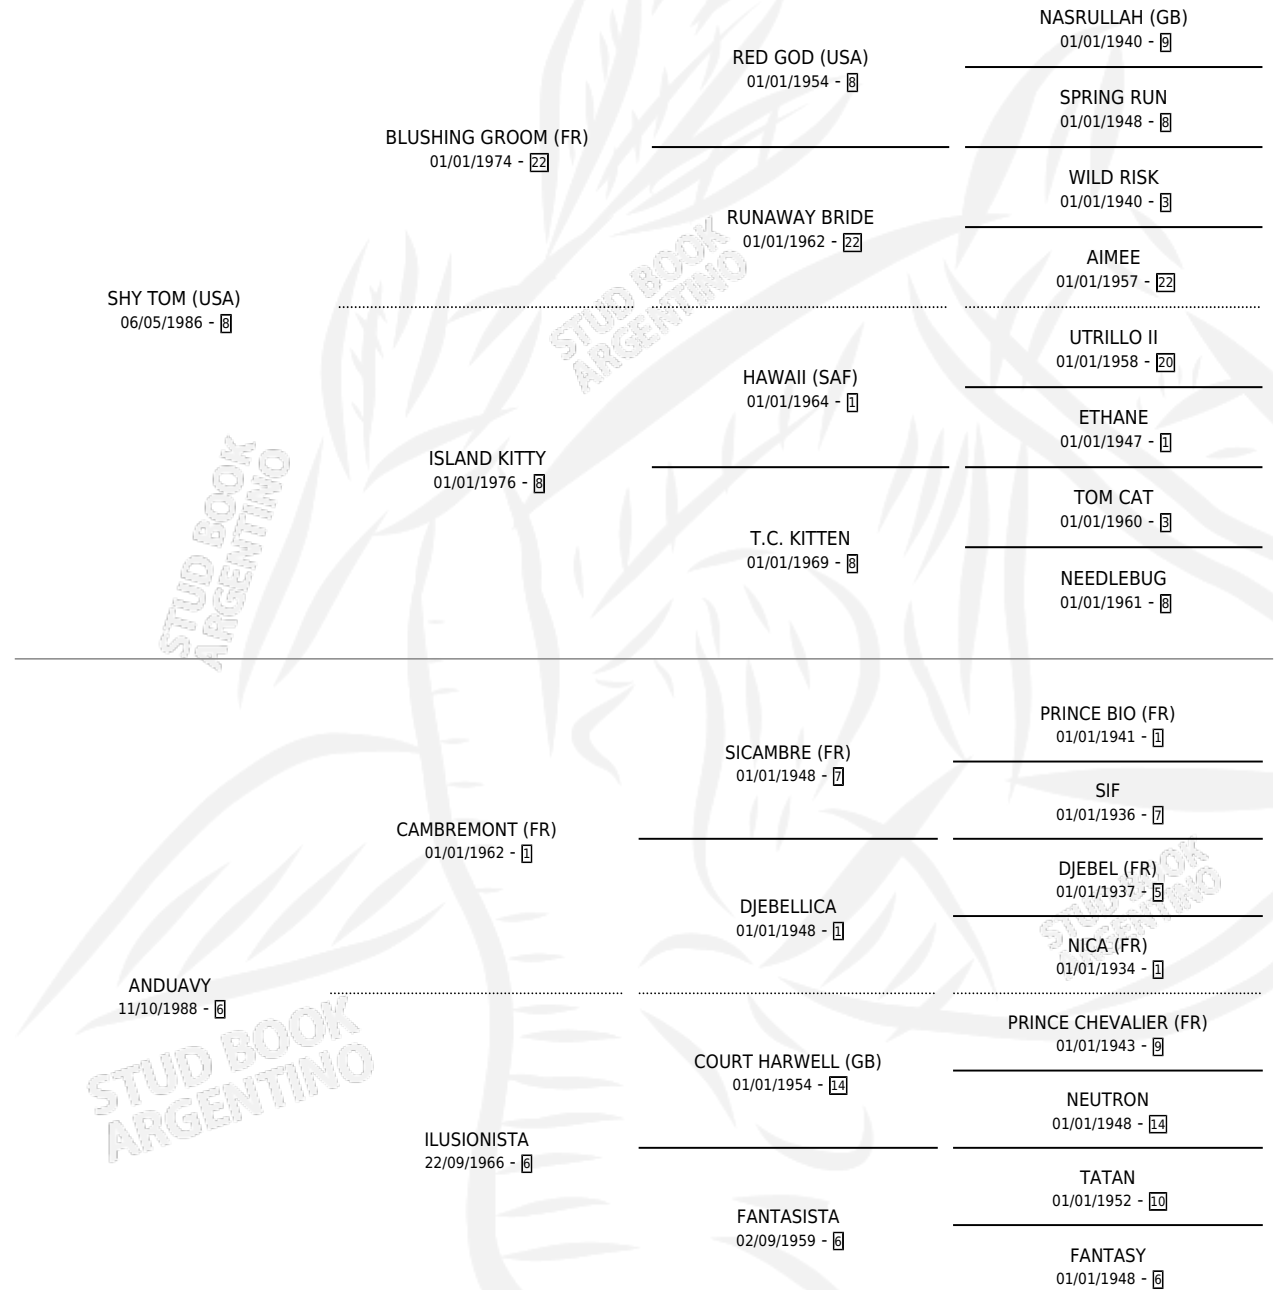 NASRULLAH (GB)
01/01/1940 - 9
RED GOD (USA)
01/01/1954 - 8
SPRING RUN
01/01/1948 - 8
BLUSHING GROOM (FR)
01/01/1974 - 22
WILD RISK
01/01/1940 - 3
RUNAWAY BRIDE
01/01/1962 - 22
AIMEE
01/01/1957 - 22
SHY TOM (USA)
06/05/1986 - 8
UTRILLO II
01/01/1958 - 20
HAWAII (SAF)
01/01/1964 - 1
ETHANE
01/01/1947 - 1
ISLAND KITTY
01/01/1976 - 8
TOM CAT
01/01/1960 - 3
T.C. KITTEN
01/01/1969 - 8
NEEDLEBUG
01/01/1961 - 8
PRINCE BIO (FR)
01/01/1941 - 1
SICAMBRE (FR)
01/01/1948 - 7
SIF
01/01/1936 - 7
CAMBREMONT (FR)
01/01/1962 - 1
DJEBEL (FR)
01/01/1937 - 5
DJEBELLICA
01/01/1948 - 1
NICA (FR)
01/01/1934 - 1
ANDUAVY
11/10/1988 - 6
PRINCE CHEVALIER (FR)
01/01/1943 - 9
COURT HARWELL (GB)
01/01/1954 - 14
NEUTRON
01/01/1948 - 14
ILUSIONISTA
22/09/1966 - 6
TATAN
01/01/1952 - 10
FANTASISTA
02/09/1959 - 6
FANTASY
01/01/1948 - 6
STUD BOOK
ARGENTINO
STUD BOOK
ARGENTINO
STUD BOOK
ARGENTINO
STUD BOOK
ARGENTINO